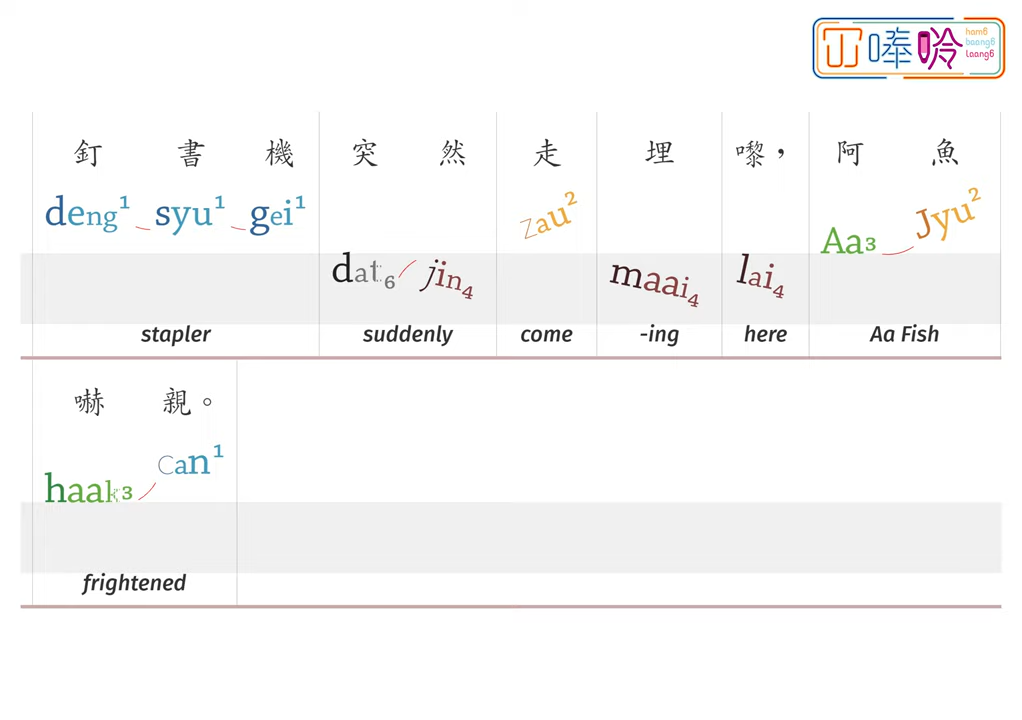 冚唪唥 ham6 baang6 laang6
釘書機 突然 走 埋 嚟，阿魚
deng¹ syu¹ gei¹ dat₆ jin₄ zau² maai₄ lai₄ Aa₃ Jyu²
stapler suddenly come -ing here Aa Fish
嚇親。
haak₃ can¹
frightened